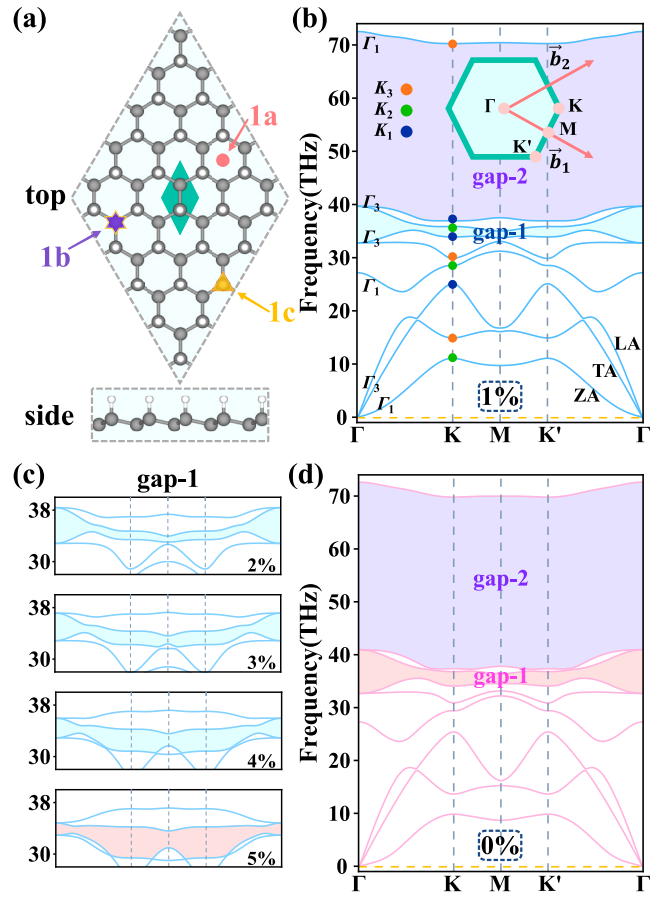 (a)
1a
top
1b
1c
side
(b)
Frequency(THz)
70
60
50
40
30
20
10
0
Γ₁
K₃
K₂
K₁
Γ
K
M
K'
b⃗₂
b⃗₁
gap-2
Γ₃
gap-1
Γ₃
Γ₁
Γ₃
Γ₁
LA
TA
ZA
1%
Γ K M K' Γ
(c)
gap-1
38
30
2%
38
30
3%
38
30
4%
38
30
5%
(d)
Frequency(THz)
70
60
50
40
30
20
10
0
gap-2
gap-1
0%
Γ K M K' Γ